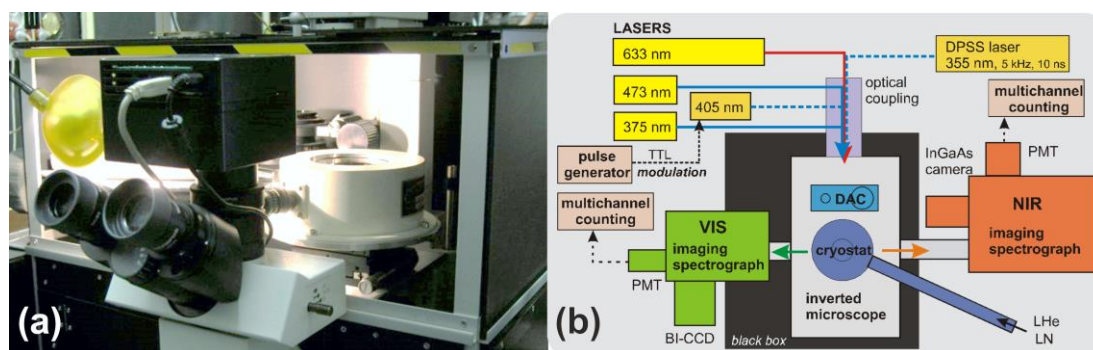 (a)
LASERS
633 nm
DPSS laser
355 nm, 5 kHz, 10 ns
473 nm
405 nm
375 nm
optical
coupling
multichannel
counting
pulse
generator
TTL
modulation
PMT
InGaAs
camera
multichannel
counting
DAC
VIS
imaging
spectrograph
NIR
imaging
spectrograph
cryostat
PMT
inverted
microscope
BI-CCD
black box
LHe
LN
(b)